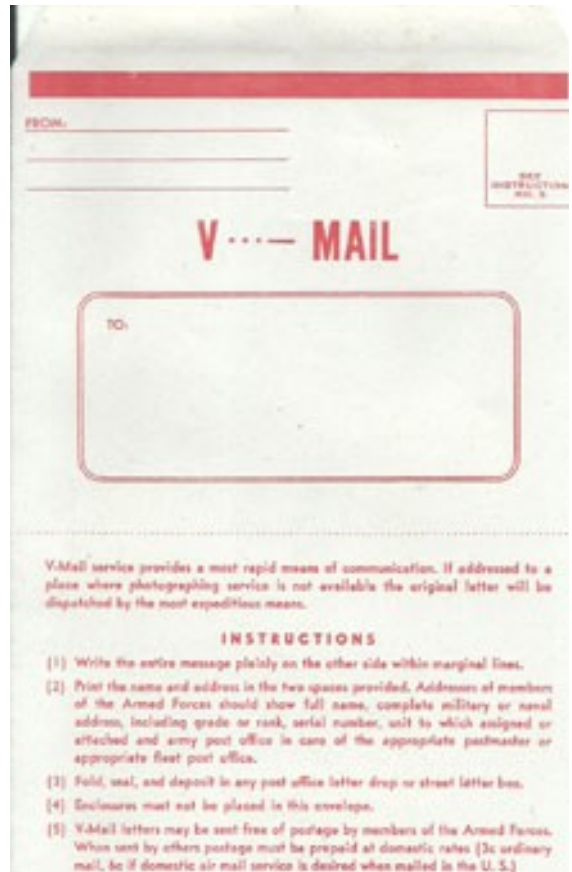 FROM:
SEE
INSTRUCTION
NO. 5
V ···— MAIL
TO:
V-Mail service provides a most rapid means of communication. If addressed to a
place where photographing service is not available the original letter will be
dispatched by the most expeditious means.
INSTRUCTIONS
(1) Write the entire message plainly on the other side within marginal lines.
(2) Print the name and address in the two spaces provided. Addresses of members
of the Armed Forces should show full name, complete military or naval
address, including grade or rank, serial number, unit to which assigned or
attached and army post office in care of the appropriate postmaster or
appropriate fleet post office.
(3) Fold, seal, and deposit in any post office letter drop or street letter box.
(4) Enclosures must not be placed in this envelope.
(5) V-Mail letters may be sent free of postage by members of the Armed Forces.
When sent by others postage must be prepaid at domestic rates (3c ordinary
mail, 6c if domestic air mail service is desired when mailed in the U. S.)